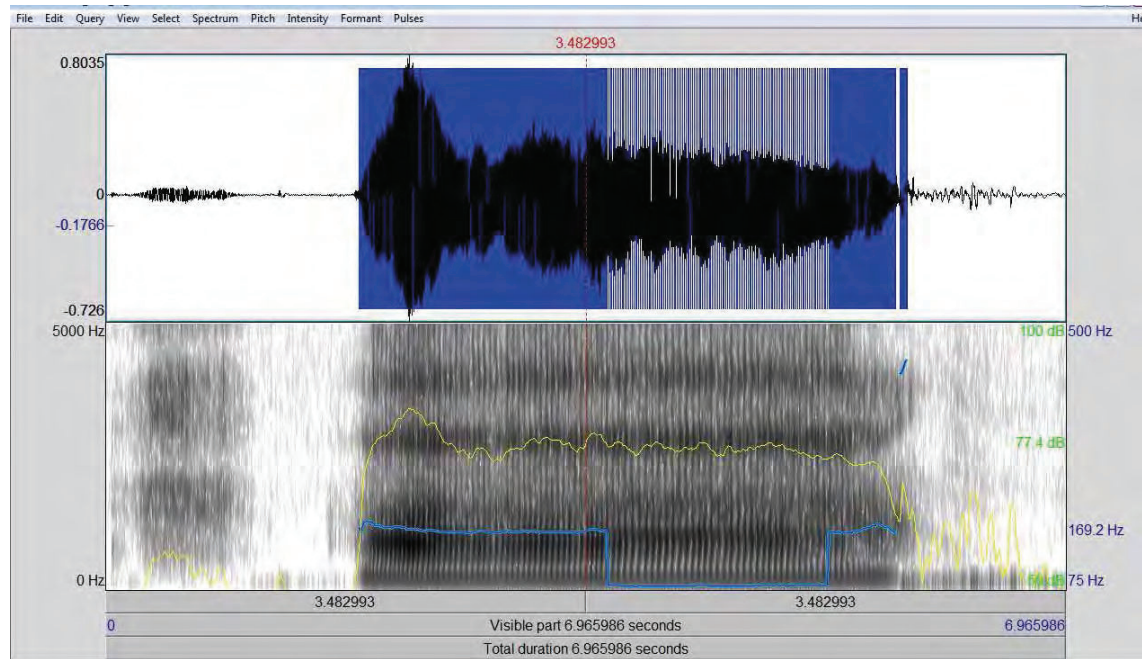 File Edit Query View Select Spectrum Pitch Intensity Formant Pulses He
3.482993
0.8035
0
-0.1766
-0.726
5000 Hz 100 dB 500 Hz
77.4 dB
169.2 Hz
0 Hz 75 Hz
3.482993 3.482993
0 Visible part 6.965986 seconds 6.965986
Total duration 6.965986 seconds